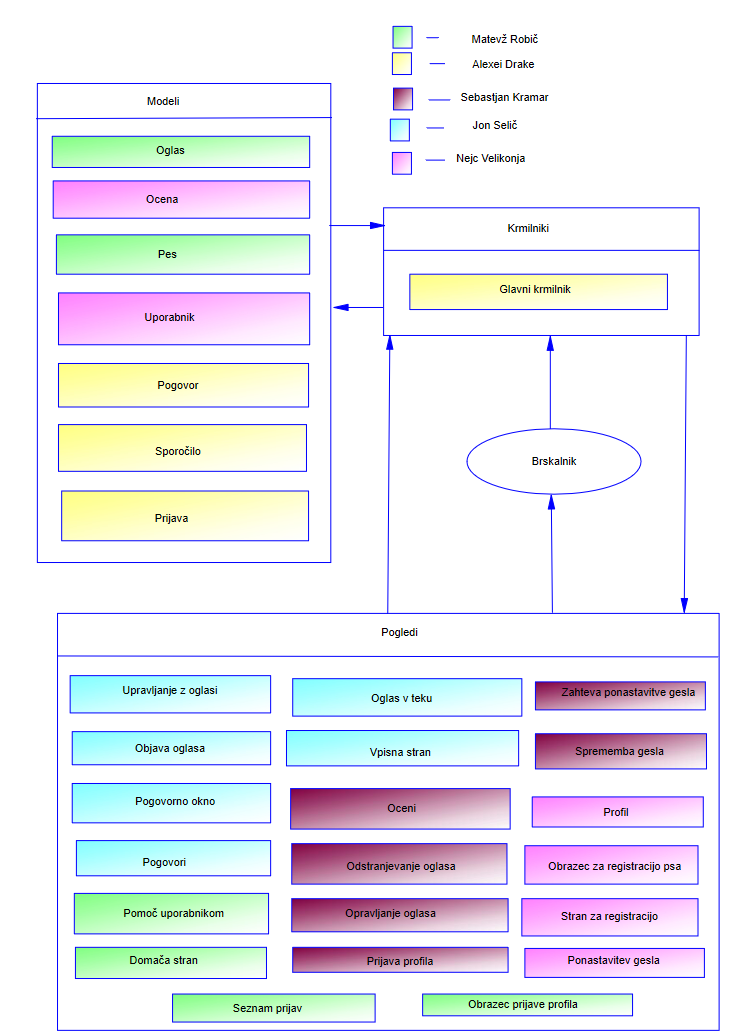 Matevž Robič
Alexei Drake
Sebastjan Kramar
Jon Selič
Nejc Velikonja
Modeli
Oglas
Ocena
Pes
Uporabnik
Pogovor
Sporočilo
Prijava
Krmilniki
Glavni krmilnik
Brskalnik
Pogledi
Upravljanje z oglasi
Objava oglasa
Pogovorno okno
Pogovori
Pomoč uporabnikom
Domača stran
Oglas v teku
Vpisna stran
Oceni
Odstranjevanje oglasa
Opravljanje oglasa
Prijava profila
Zahteva ponastavitve gesla
Sprememba gesla
Profil
Obrazec za registracijo psa
Stran za registracijo
Ponastavitev gesla
Seznam prijav
Obrazec prijave profila